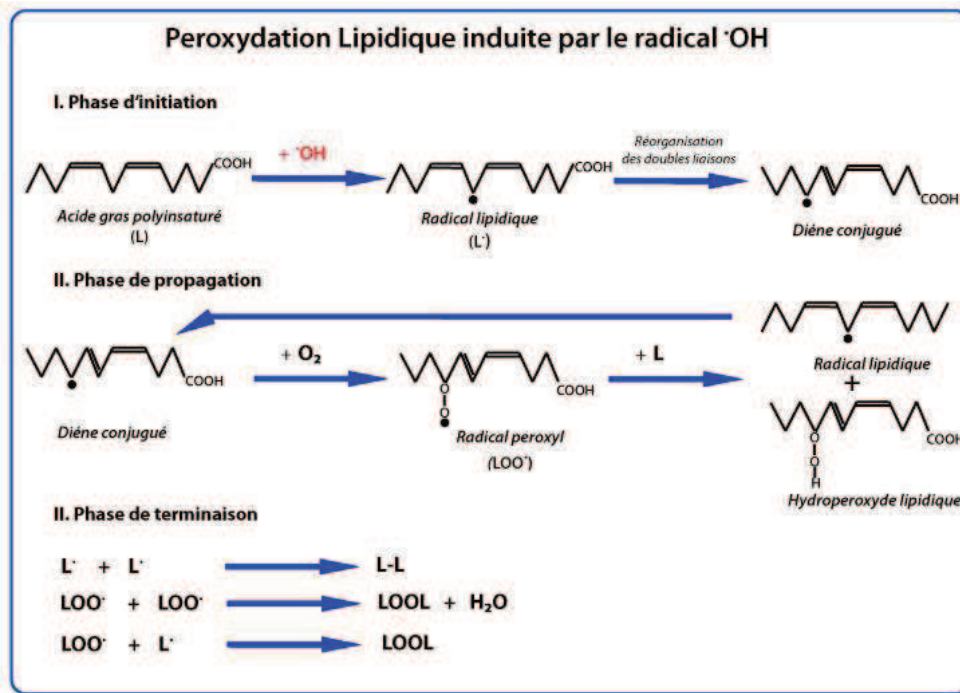 Peroxydation Lipidique induite par le radical ˙OH
I. Phase d'initiation
COOH
+ ˙OH
COOH
Réorganisation
des doubles liaisons
COOH
Acide gras polyinsaturé
(L)
Radical lipidique
(L˙)
Diéne conjugué
II. Phase de propagation
+ O₂
+ L
Radical lipidique
+
COOH
COOH
COOH
O
O
O
O
H
Diéne conjugué
Radical peroxyl
(LOO˙)
Hydroperoxyde lipidique
II. Phase de terminaison
L˙ + L˙ L-L
LOO˙ + LOO˙ LOOL + H₂O
LOO˙ + L˙ LOOL